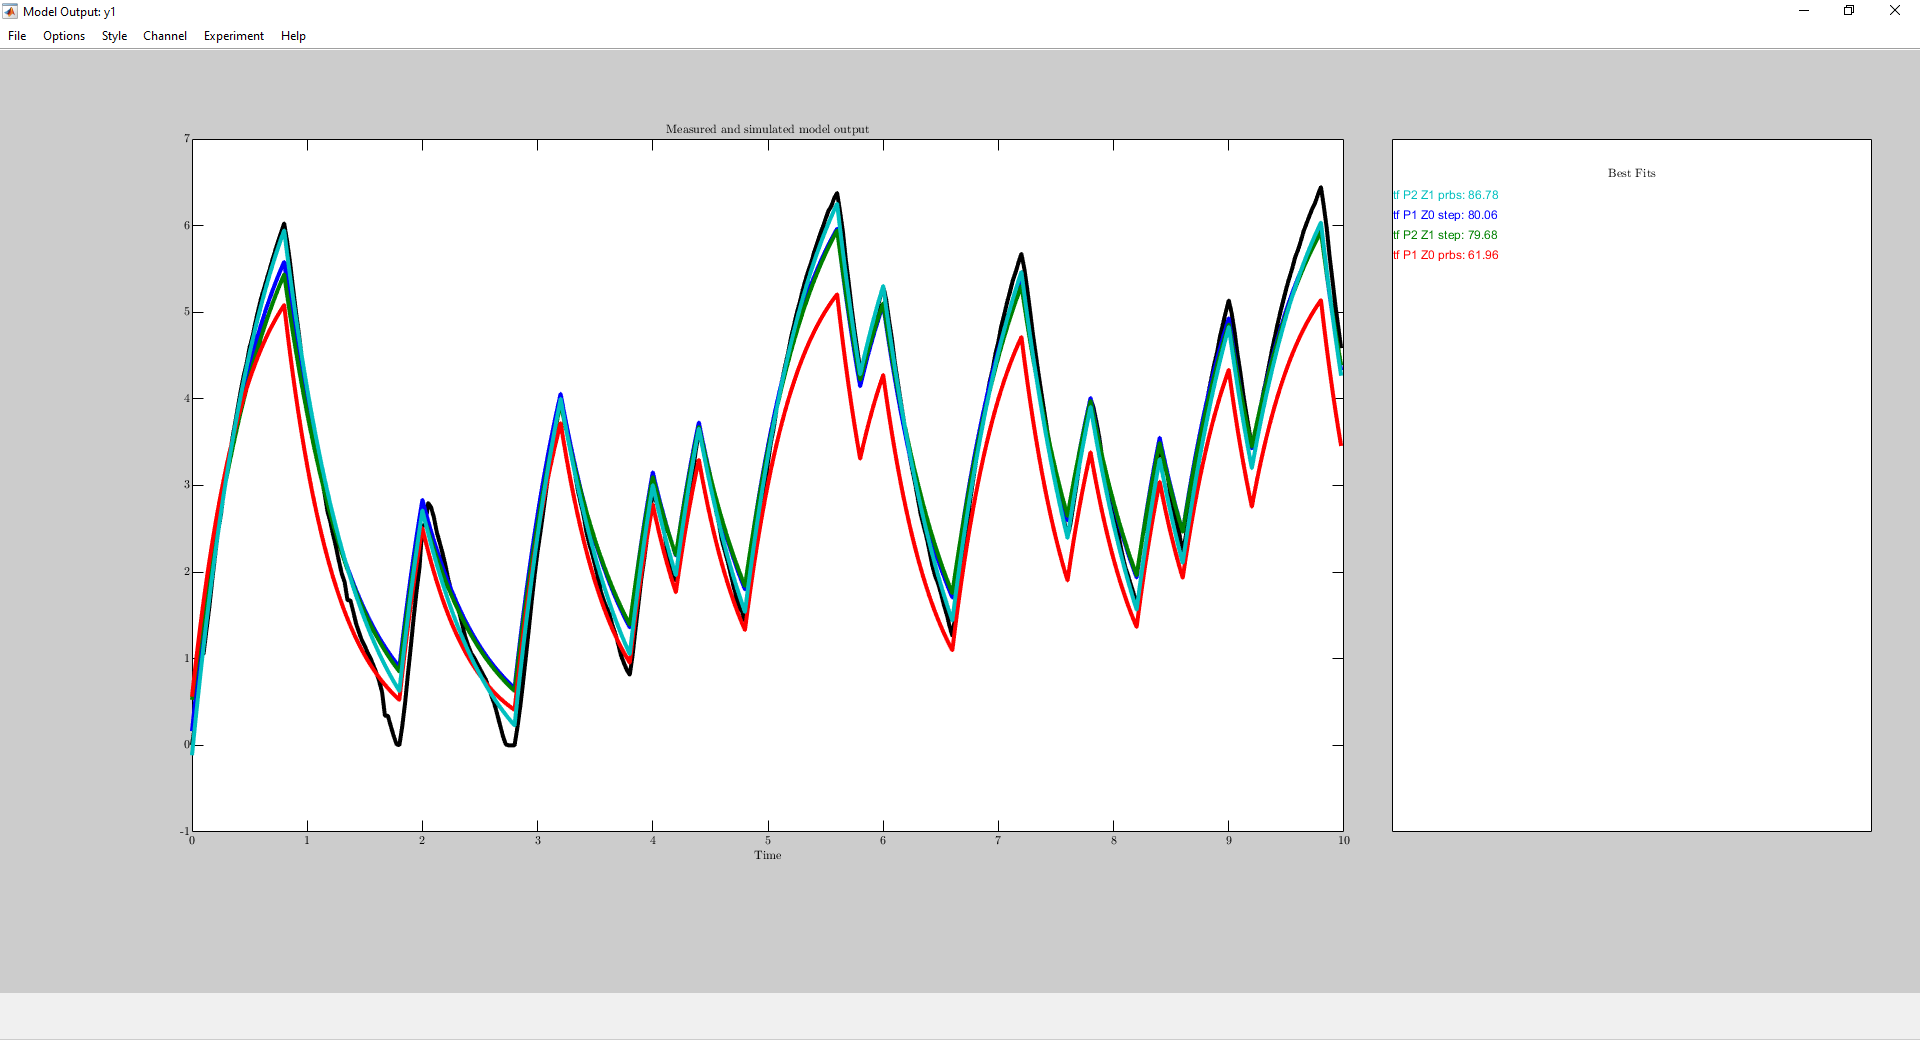 Model Output: y1
File Options Style Channel Experiment Help
Measured and simulated model output
7
6
5
4
3
2
1
0
-1
0 1 2 3 4 5 6 7 8 9 10
Time
Best Fits
tf P2 Z1 prbs: 86.78
tf P1 Z0 step: 80.06
tf P2 Z1 step: 79.68
tf P1 Z0 prbs: 61.96